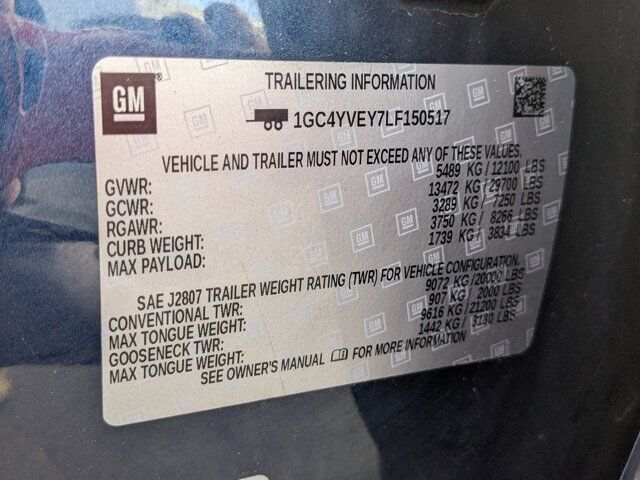 GM ®
TRAILERING INFORMATION
1GC4YVEY7LF150517
VEHICLE AND TRAILER MUST NOT EXCEED ANY OF THESE VALUES.
GVWR: 5489 KG / 12100 LBS
GCWR: 13472 KG / 29700 LBS
RGAWR: 3289 KG / 7250 LBS
CURB WEIGHT: 3750 KG / 8266 LBS
MAX PAYLOAD: 1739 KG / 3834 LBS
SAE J2807 TRAILER WEIGHT RATING (TWR) FOR VEHICLE CONFIGURATION.
CONVENTIONAL TWR: 9072 KG/20000 LBS
MAX TONGUE WEIGHT: 907 KG / 2000 LBS
GOOSENECK TWR: 9616 KG / 21200 LBS
MAX TONGUE WEIGHT: 1442 KG / 3180 LBS
SEE OWNER'S MANUAL FOR MORE INFORMATION